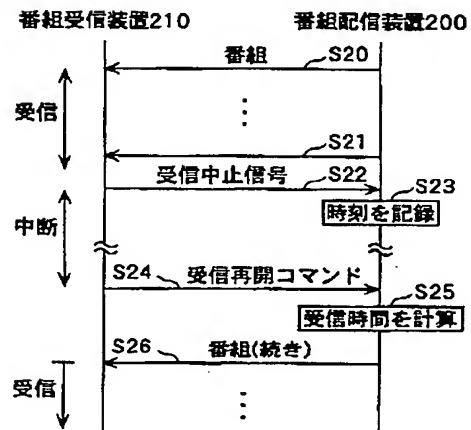 番組受信装置210 番組配信装置200
番組 S20
受信
S21
受信中止信号 S22
S23
時刻を記録
中断
S24 受信再開コマンド
S25
受信時間を計算
S26 番組(続き)
受信